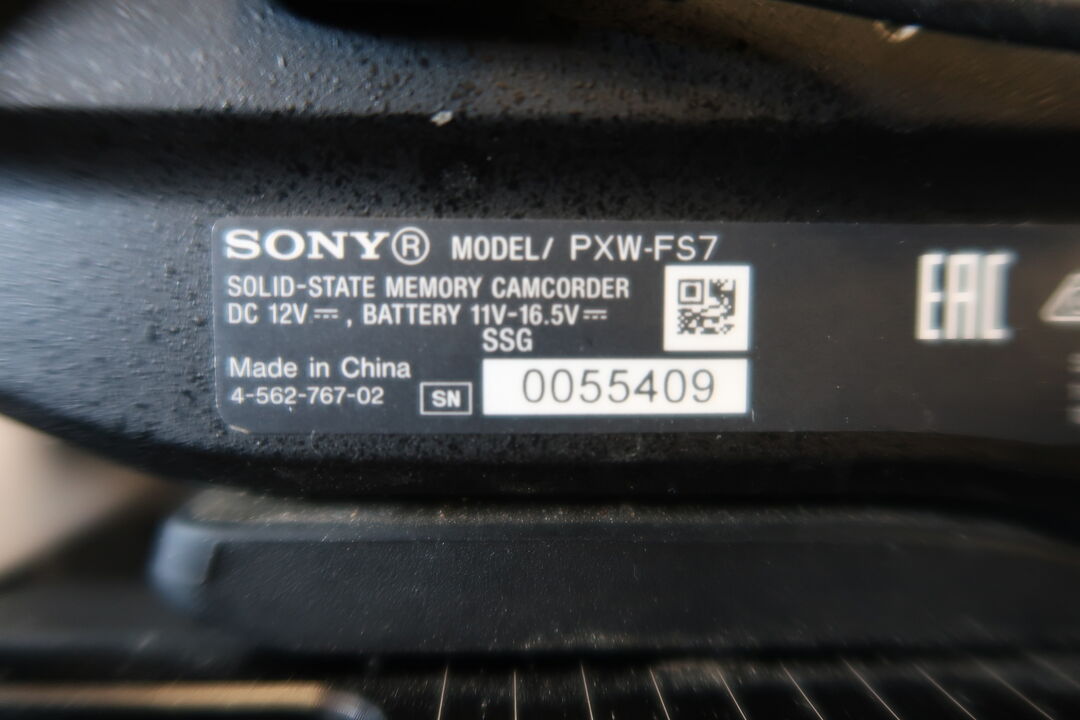 SONY® MODEL/ PXW-FS7
SOLID-STATE MEMORY CAMCORDER
DC 12V⎓, BATTERY 11V-16.5V⎓
SSG
Made in China
4-562-767-02
SN 0055409
EAC